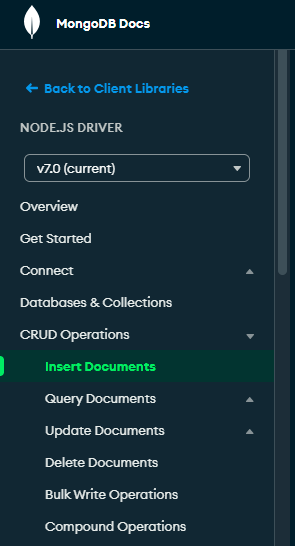 MongoDB Docs
Back to Client Libraries
NODE.JS DRIVER
v7.0 (current)
Overview
Get Started
Connect
Databases & Collections
CRUD Operations
Insert Documents
Query Documents
Update Documents
Delete Documents
Bulk Write Operations
Compound Operations